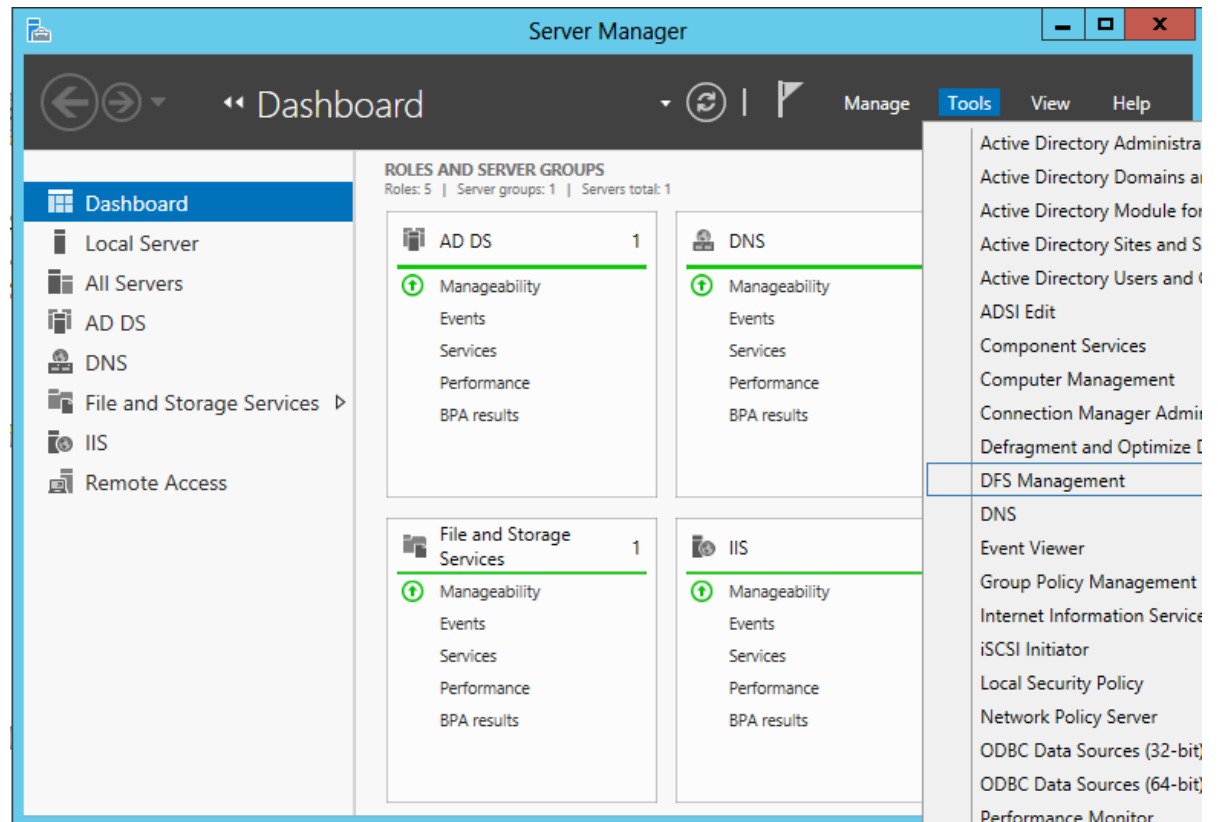 Server Manager
Dashboard
Manage Tools View Help
Dashboard
Local Server
All Servers
AD DS
DNS
File and Storage Services
IIS
Remote Access
ROLES AND SERVER GROUPS
Roles: 5 | Server groups: 1 | Servers total: 1
AD DS 1
Manageability
Events
Services
Performance
BPA results
DNS
Manageability
Events
Services
Performance
BPA results
File and Storage
Services 1
Manageability
Events
Services
Performance
BPA results
IIS
Manageability
Events
Services
Performance
BPA results
Active Directory Administra
Active Directory Domains a
Active Directory Module for
Active Directory Sites and S
Active Directory Users and
ADSI Edit
Component Services
Computer Management
Connection Manager Admi
Defragment and Optimize
DFS Management
DNS
Event Viewer
Group Policy Management
Internet Information Service
iSCSI Initiator
Local Security Policy
Network Policy Server
ODBC Data Sources (32-bit)
ODBC Data Sources (64-bit)
Performance Monitor